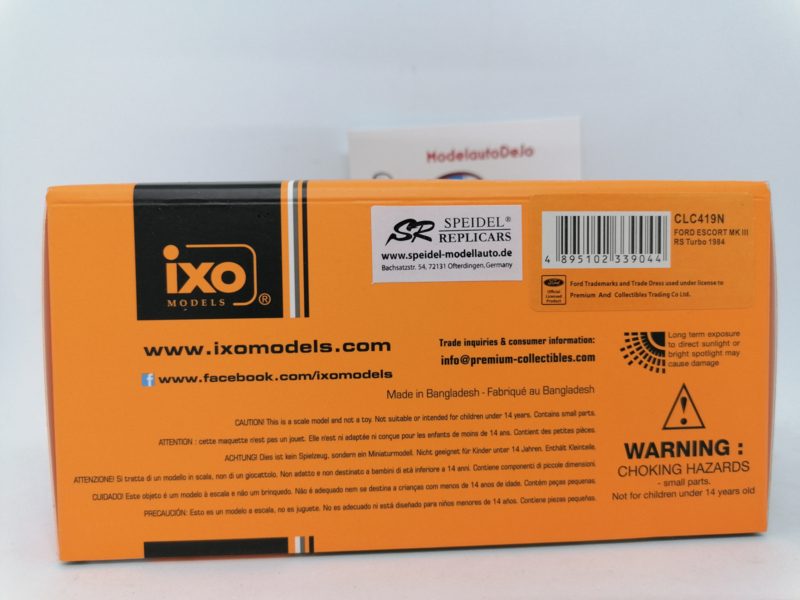 ModelautoDeJo
ixo
MODELS ®
SR SPEIDEL®
REPLICARS
www.speidel-modellauto.de
Bachsatzstr. 54, 72131 Ofterdingen, Germany
CLC419N
FORD ESCORT MK III
RS Turbo 1984
4 895102 339044
Ford
Official
Licensed
Product
Ford Trademarks and Trade Dress used under license to
Premium And Collectibles Trading Co Ltd.
www.ixomodels.com
f www.facebook.com/ixomodels
Trade inquiries & consumer information:
info@premium-collectibles.com
Long term exposure
to direct sunlight or
bright spotlight may
cause damage
Made in Bangladesh - Fabriqué au Bangladesh
CAUTION! This is a scale model and not a toy. Not suitable or intended for children under 14 years. Contains small parts.
ATTENTION : cette maquette n'est pas un jouet. Elle n'est ni adaptée ni conçue pour les enfants de moins de 14 ans. Contient des petites pièces.
ACHTUNG! Dies ist kein Spielzeug, sondern ein Miniaturmodell. Nicht geeignet für Kinder unter 14 Jahren. Enthält Kleinteile.
ATTENZIONE! Si tratta di un modello in scala, non di un giocattolo. Non adatto e non destinato a bambini di età inferiore a 14 anni. Contiene componenti di piccole dimensioni.
CUIDADO! Este objeto é um modelo à escala e não um brinquedo. Não é adequado nem se destina a crianças com menos de 14 anos de idade. Contém peças pequenas.
PRECAUCIÓN: Esto es un modelo a escala, no es juguete. No es adecuado ni está diseñado para niños menores de 14 años. Contiene piezas pequeñas.
WARNING :
CHOKING HAZARDS
- small parts.
Not for children under 14 years old